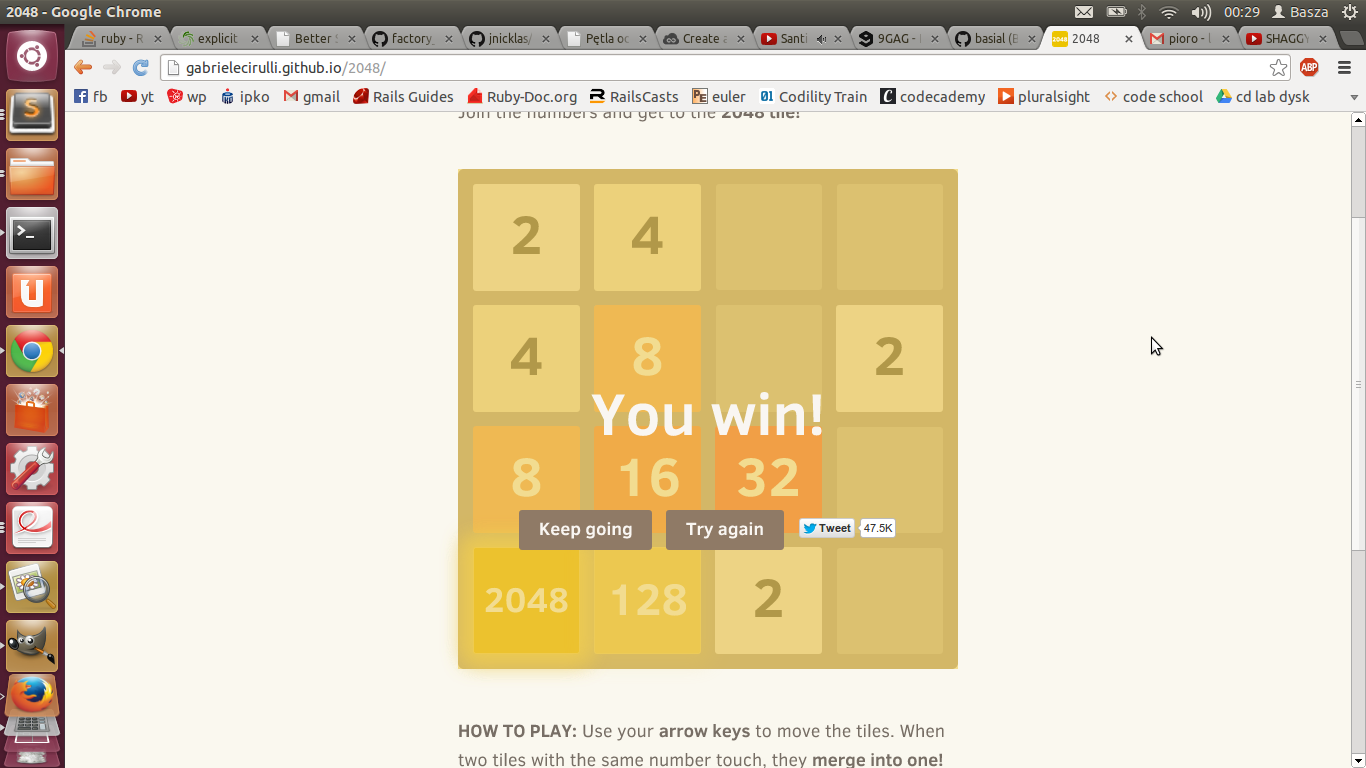 2048 - Google Chrome
00:29 Basza
ruby - R
explicit
Better
factory_
jnicklas/
Pętla oc
Create a
Santi
9GAG -
basial (B
2048
pioro - l
SHAGGY
gabrielecirulli.github.io/2048/
ABP
fb yt wp ipko gmail Rails Guides Ruby-Doc.org RailsCasts euler Codility Train codecademy pluralsight code school cd lab dysk
Join the numbers and get to the 2048 tile!
2 4
4 8 2
You win!
8 16 32
Keep going Try again Tweet 47.5K
2048 128 2
HOW TO PLAY: Use your arrow keys to move the tiles. When
two tiles with the same number touch, they merge into one!